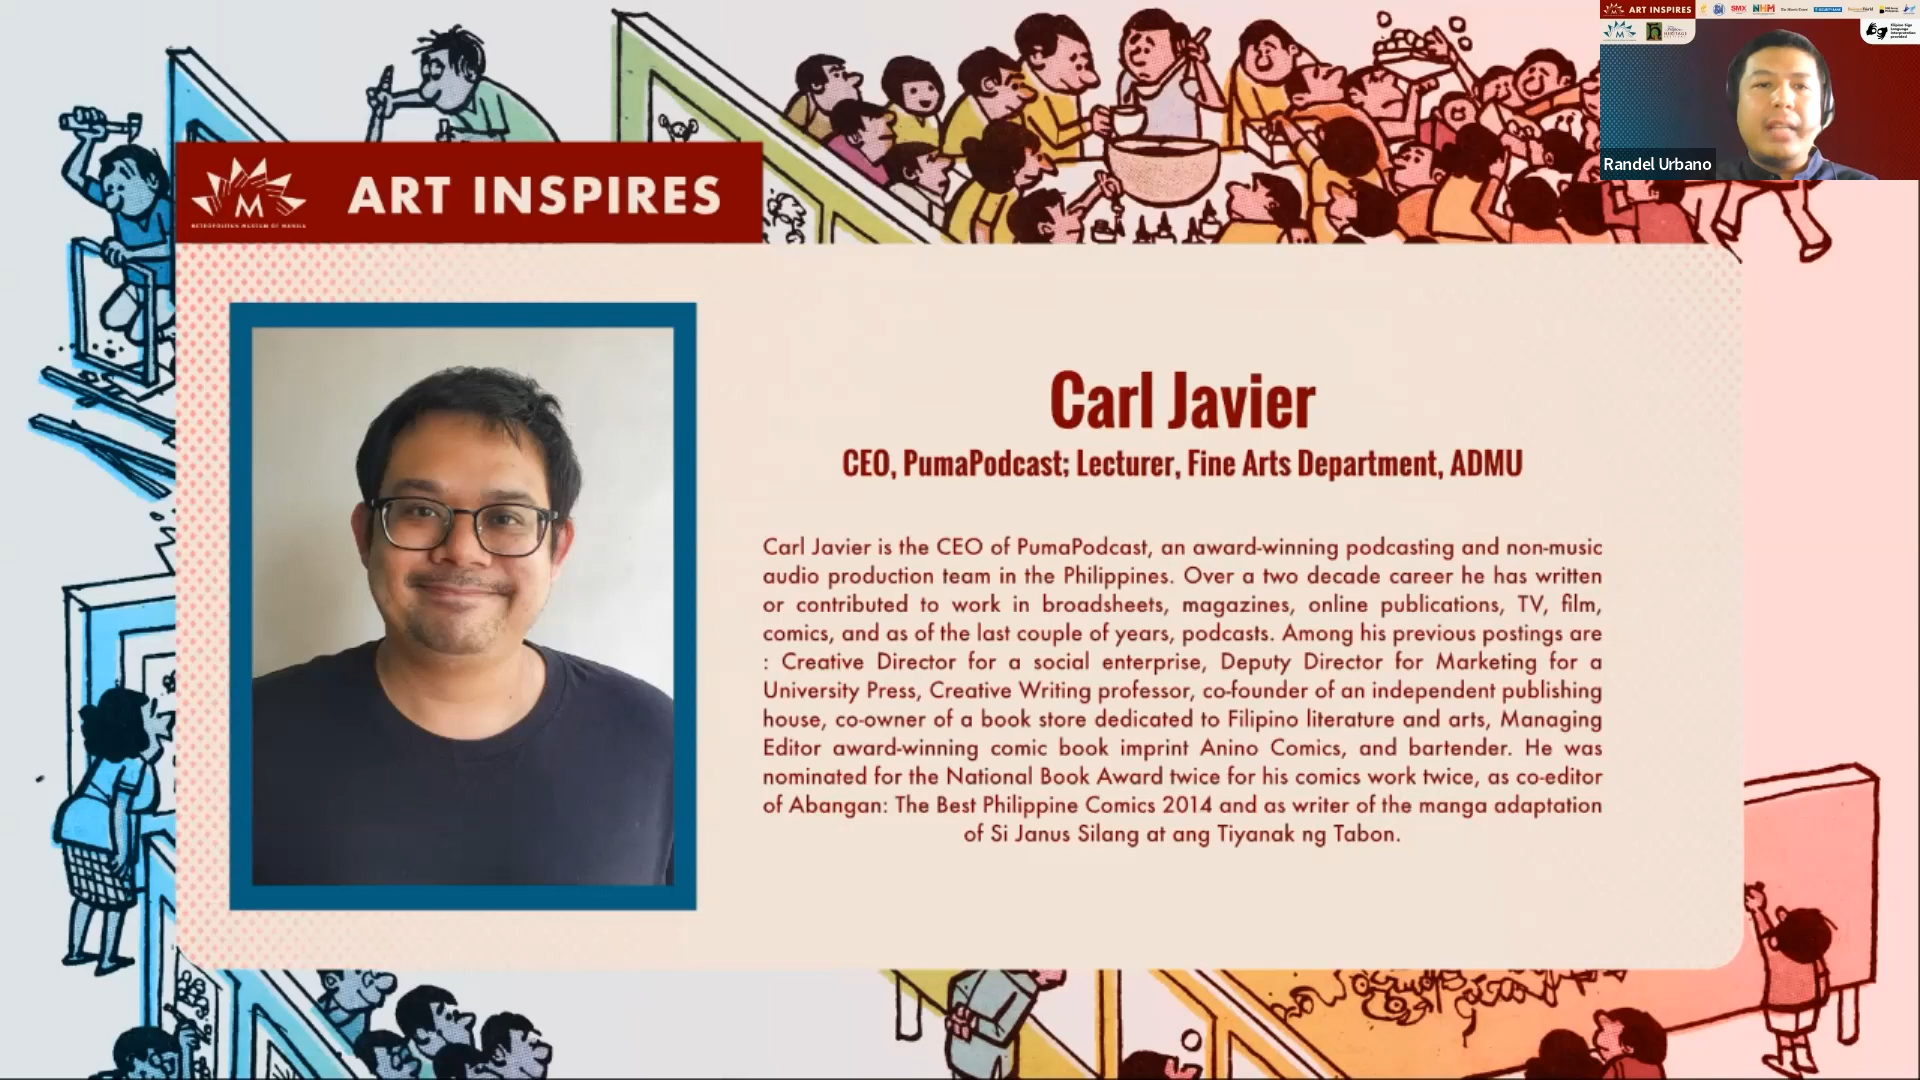 ART INSPIRES
SMX
NHM
Randel Urbano
M
METROPOLITAN MUSEUM OF MANILA
ART INSPIRES
Carl Javier
CEO, PumaPodcast; Lecturer, Fine Arts Department, ADMU
Carl Javier is the CEO of PumaPodcast, an award-winning podcasting and non-music
audio production team in the Philippines. Over a two decade career he has written
or contributed to work in broadsheets, magazines, online publications, TV, film,
comics, and as of the last couple of years, podcasts. Among his previous postings are
: Creative Director for a social enterprise, Deputy Director for Marketing for a
University Press, Creative Writing professor, co-founder of an independent publishing
house, co-owner of a book store dedicated to Filipino literature and arts, Managing
Editor award-winning comic book imprint Anino Comics, and bartender. He was
nominated for the National Book Award twice for his comics work twice, as co-editor
of Abangan: The Best Philippine Comics 2014 and as writer of the manga adaptation
of Si Janus Silang at ang Tiyanak ng Tabon.